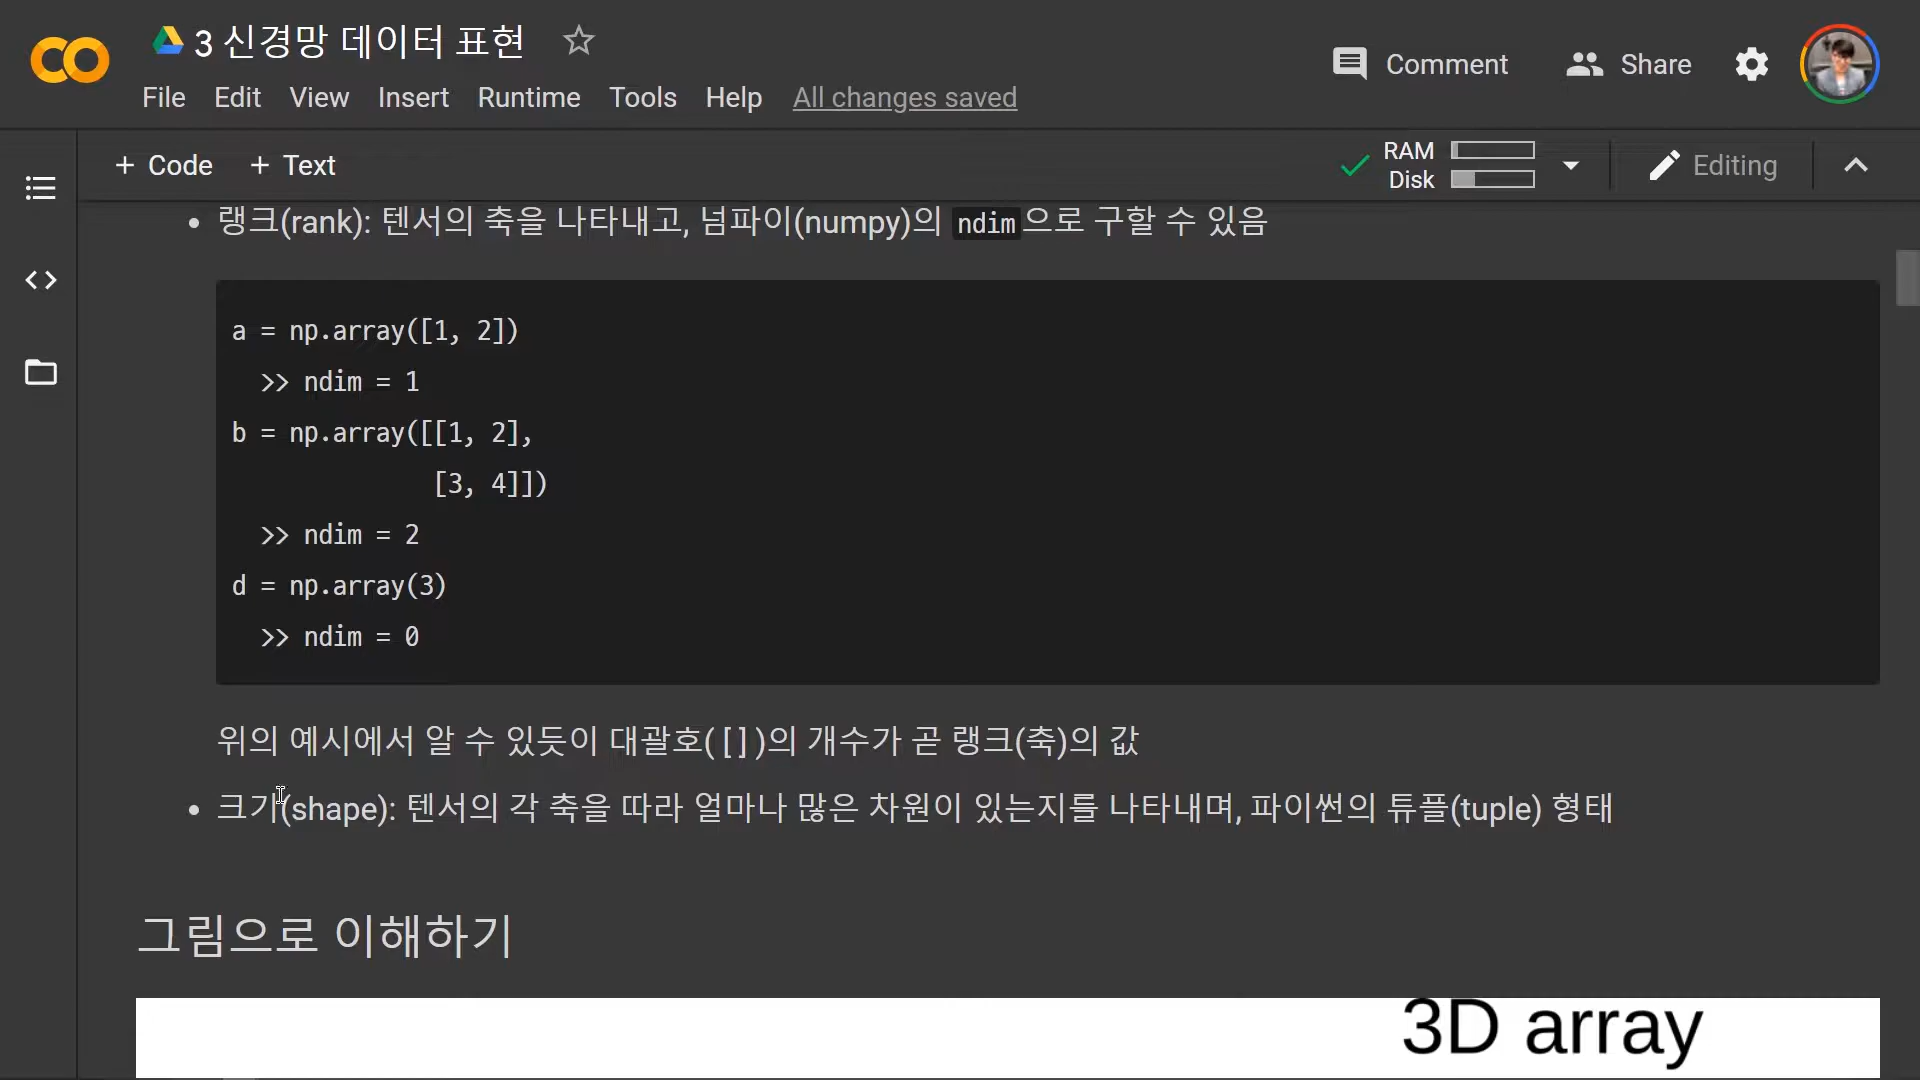 3 신경망 데이터 표현
File Edit View Insert Runtime Tools Help All changes saved
Comment Share
+ Code + Text
RAM
Disk
Editing
• 랭크(rank): 텐서의 축을 나타내고, 넘파이(numpy)의 ndim으로 구할 수 있음
a = np.array([1, 2])
>> ndim = 1
b = np.array([[1, 2],
[3, 4]])
>> ndim = 2
d = np.array(3)
>> ndim = 0
위의 예시에서 알 수 있듯이 대괄호([])의 개수가 곧 랭크(축)의 값
• 크기(shape): 텐서의 각 축을 따라 얼마나 많은 차원이 있는지를 나타내며, 파이썬의 튜플(tuple) 형태
그림으로 이해하기
3D array